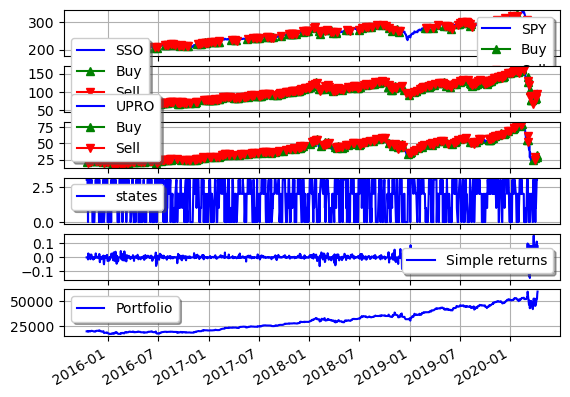 300
200
SPY
Buy
SSO
Buy
Sell
150
100
50
UPRO
Buy
Sell
75
50
25
2.5
0.0
states
0.1
0.0
−0.1
Simple returns
50000
25000
Portfolio
2016-01
2016-07
2017-01
2017-07
2018-01
2018-07
2019-01
2019-07
2020-01